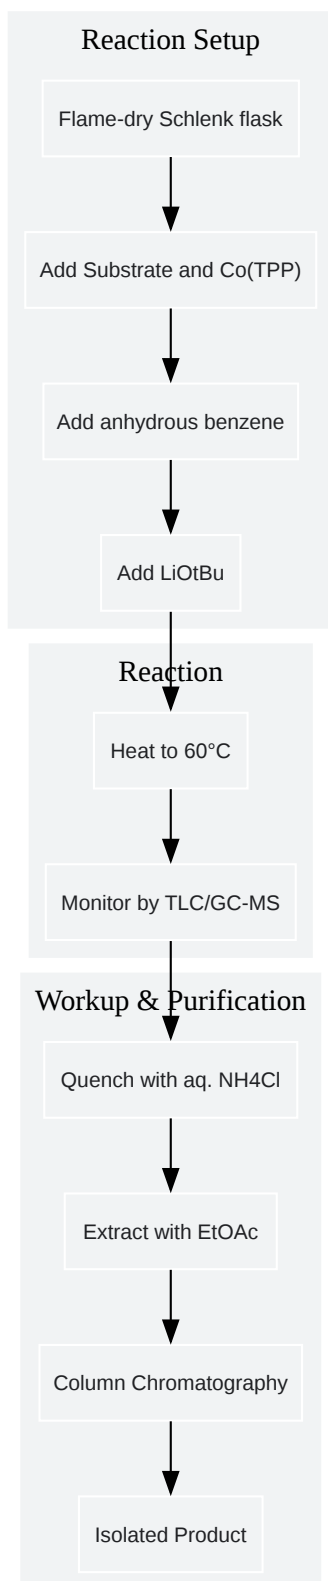 Reaction Setup
Flame-dry Schlenk flask
Add Substrate and Co(TPP)
Add anhydrous benzene
Add LiOtBu
Reaction
Heat to 60°C
Monitor by TLC/GC-MS
Workup & Purification
Quench with aq. NH4Cl
Extract with EtOAc
Column Chromatography
Isolated Product